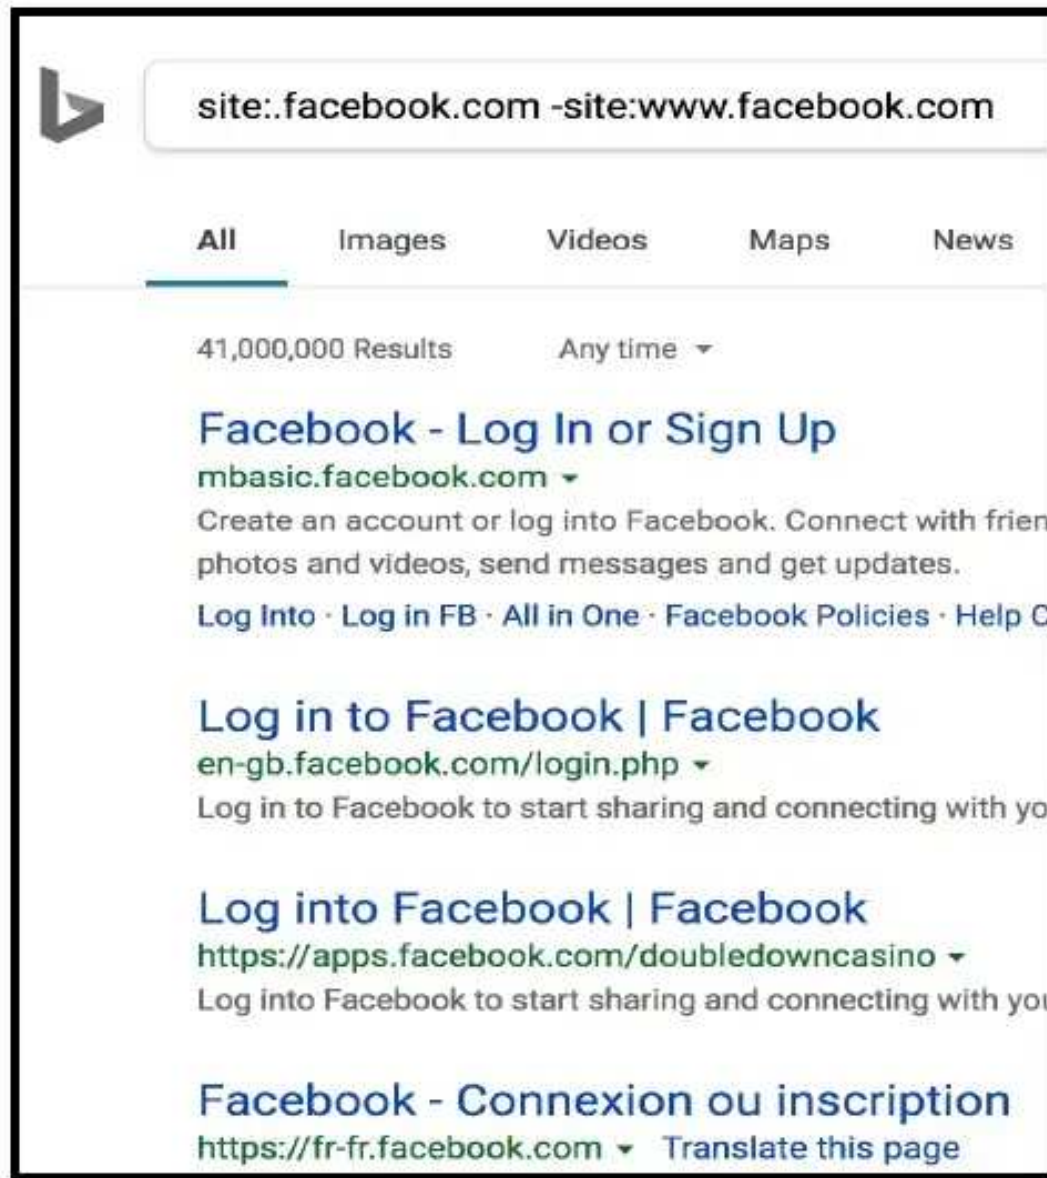 site:.facebook.com -site:www.facebook.com
All Images Videos Maps News
41,000,000 Results Any time
Facebook - Log In or Sign Up
mbasic.facebook.com
Create an account or log into Facebook. Connect with frien
photos and videos, send messages and get updates.
Log Into · Log in FB · All in One · Facebook Policies · Help C
Log in to Facebook | Facebook
en-gb.facebook.com/login.php
Log in to Facebook to start sharing and connecting with yo
Log into Facebook | Facebook
https://apps.facebook.com/doubledowncasino
Log into Facebook to start sharing and connecting with you
Facebook - Connexion ou inscription
https://fr-fr.facebook.com Translate this page